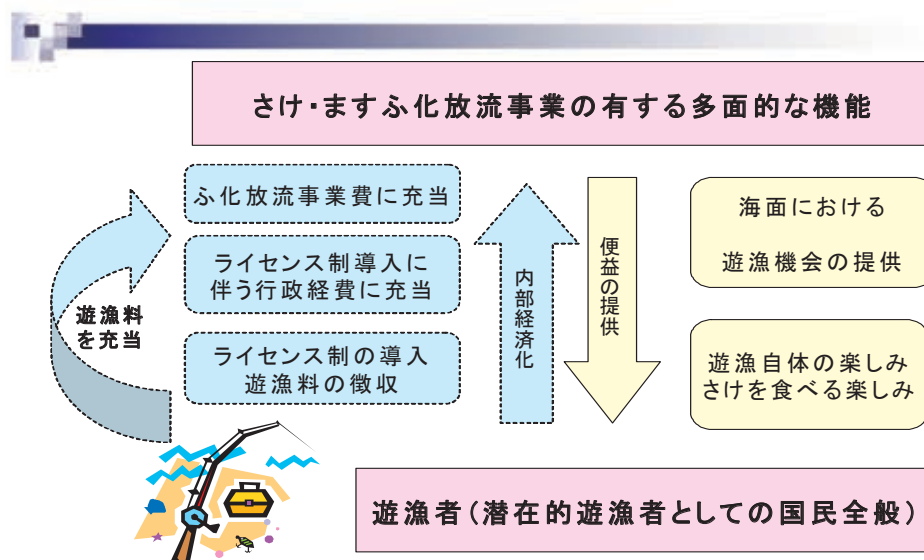 さけ・ますふ化放流事業の有する多面的な機能
ふ化放流事業費に充当
ライセンス制導入に
伴う行政経費に充当
ライセンス制の導入
遊漁料の徴収
遊漁料
を充当
内部経済化
便益の提供
海面における
遊漁機会の提供
遊漁自体の楽しみ
さけを食べる楽しみ
遊漁者(潜在的遊漁者としての国民全般)